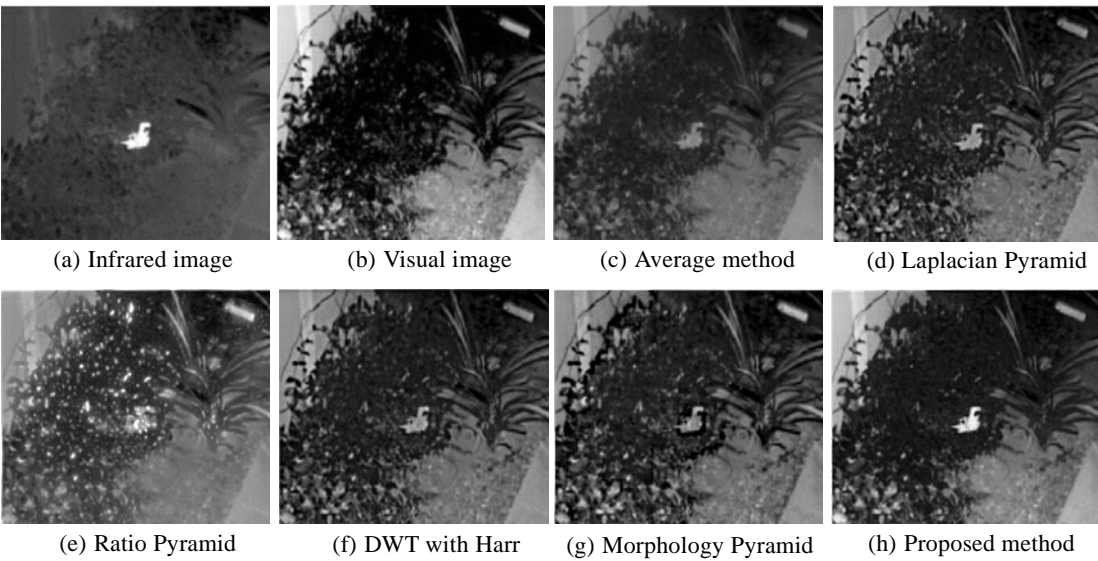 (a) Infrared image
(b) Visual image
(c) Average method
(d) Laplacian Pyramid
(e) Ratio Pyramid
(f) DWT with Harr
(g) Morphology Pyramid
(h) Proposed method